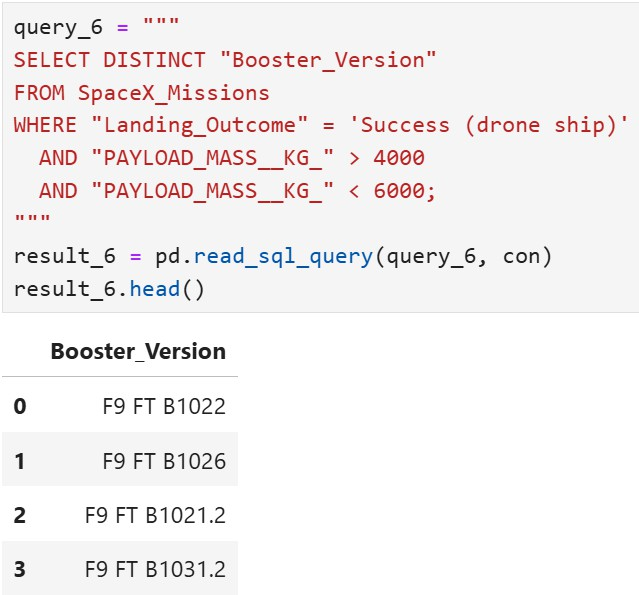 query_6 = """
SELECT DISTINCT "Booster_Version"
FROM SpaceX_Missions
WHERE "Landing_Outcome" = 'Success (drone ship)'
  AND "PAYLOAD_MASS__KG_" > 4000
  AND "PAYLOAD_MASS__KG_" < 6000;
"""
result_6 = pd.read_sql_query(query_6, con)
result_6.head()
Booster_Version
0 F9 FT B1022
1 F9 FT B1026
2 F9 FT B1021.2
3 F9 FT B1031.2